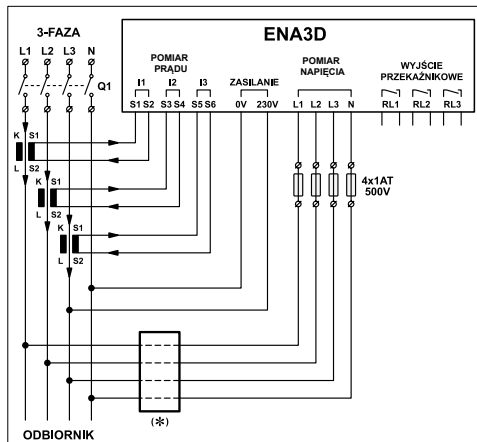 3-FAZA
L1 L2 L3 N
Q1
ENA3D
POMIAR PRĄDU
I1 I2 I3
S1 S2 S3 S4 S5 S6
ZASILANIE
0V 230V
POMIAR NAPIĘCIA
L1 L2 L3 N
WYJŚCIE PRZEKAŹNIKOWE
RL1 RL2 RL3
4x1AT
500V
K S1
L S2
K S1
L S2
K S1
L S2
(*)
ODBIORNIK